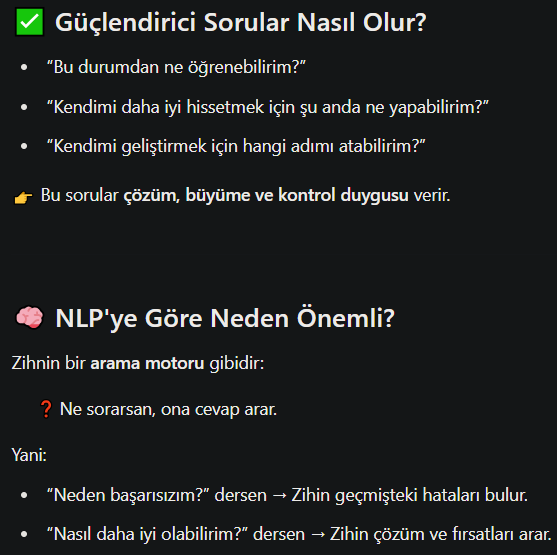 ✅ Güçlendirici Sorular Nasıl Olur?
• “Bu durumdan ne öğrenebilirim?”
• “Kendimi daha iyi hissetmek için şu anda ne yapabilirim?”
• “Kendimi geliştirmek için hangi adımı atabilirim?”
👉 Bu sorular çözüm, büyüme ve kontrol duygusu verir.
🧠 NLP'ye Göre Neden Önemli?
Zihnin bir arama motoru gibidir:
❓ Ne sorarsan, ona cevap arar.
Yani:
• “Neden başarısızım?” dersen → Zihin geçmişteki hataları bulur.
• “Nasıl daha iyi olabilirim?” dersen → Zihin çözüm ve fırsatları arar.